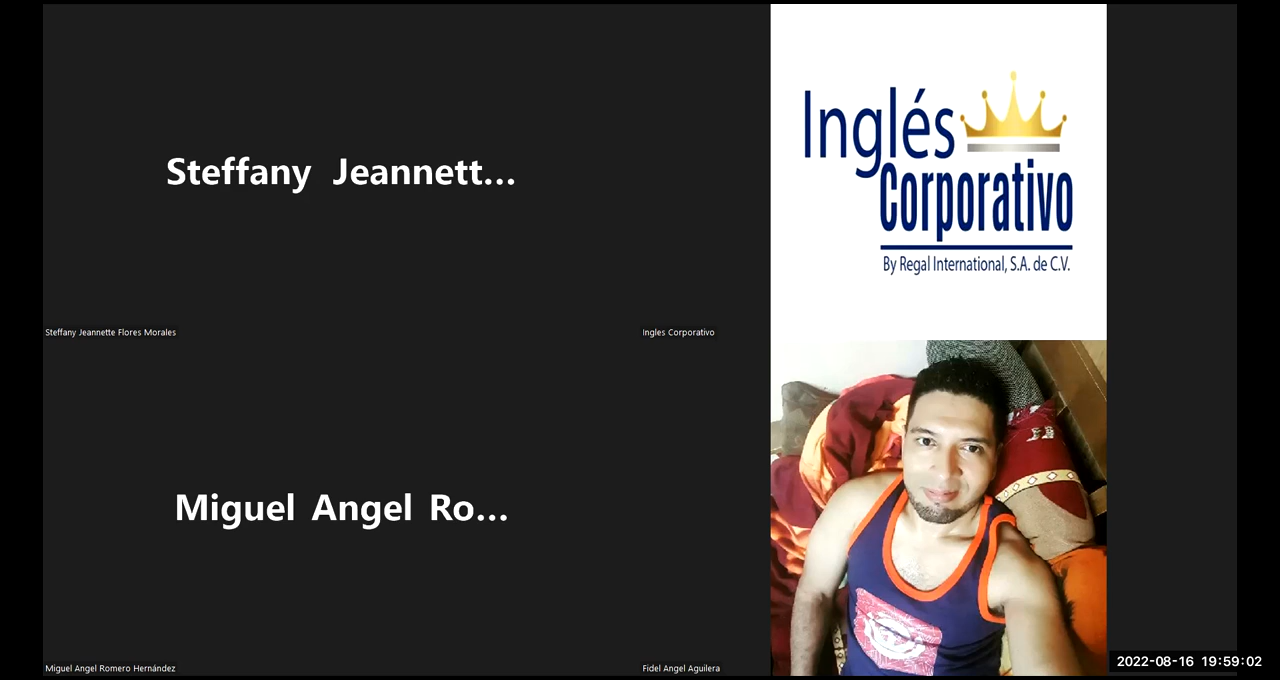 Steffany Jeannett...
Steffany Jeannette Flores Morales
Inglés
Corporativo
By Regal International, S.A. de C.V.
Ingles Corporativo
Miguel Angel Ro...
Miguel Angel Romero Hernández
Fidel Angel Aguilera
2022-08-16 19:59:02